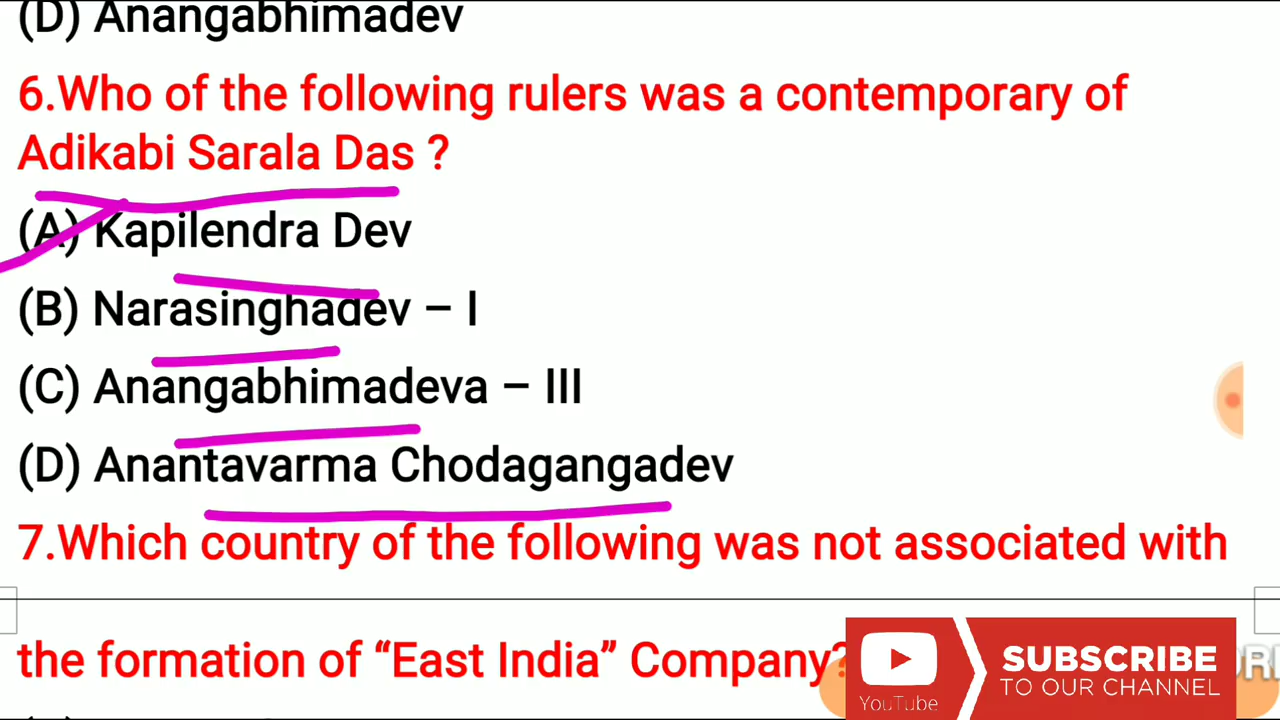 (D) Anangabhimadev
6.Who of the following rulers was a contemporary of
Adikabi Sarala Das ?
(A) Kapilendra Dev
(B) Narasinghadev – I
(C) Anangabhimadeva – III
(D) Anantavarma Chodagangadev
7.Which country of the following was not associated with
the formation of “East India” Company?
YouTube
SUBSCRIBE
TO OUR CHANNEL